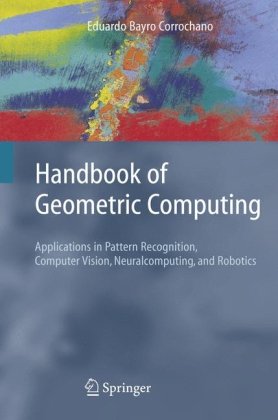 Eduardo Bayro Corrochano
Handbook of
Geometric Computing
Applications in Pattern Recognition,
Computer Vision, Neuralcomputing, and Robotics
Springer